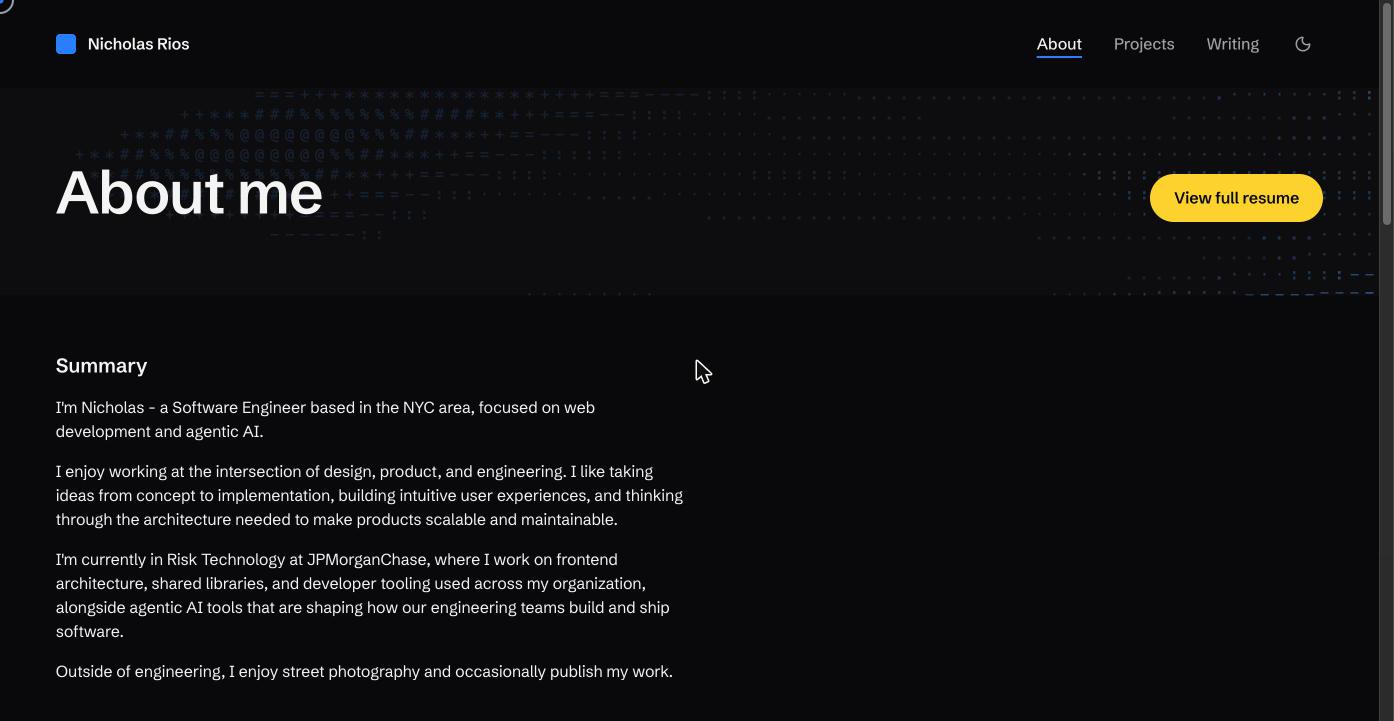 Nicholas Rios
About
Projects
Writing
About me
View full resume
Summary
I'm Nicholas - a Software Engineer based in the NYC area, focused on web
development and agentic AI.
I enjoy working at the intersection of design, product, and engineering. I like taking
ideas from concept to implementation, building intuitive user experiences, and thinking
through the architecture needed to make products scalable and maintainable.
I'm currently in Risk Technology at JPMorganChase, where I work on frontend
architecture, shared libraries, and developer tooling used across my organization,
alongside agentic AI tools that are shaping how our engineering teams build and ship
software.
Outside of engineering, I enjoy street photography and occasionally publish my work.